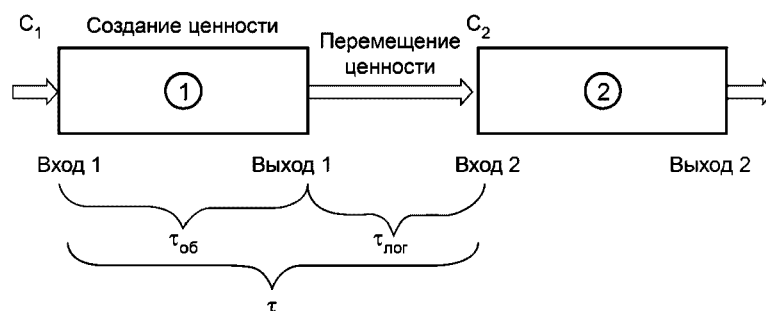 C1
Создание ценности
Перемещение
ценности
C2
1
2
Вход 1
Выход 1
Вход 2
Выход 2
τоб
τлог
τ